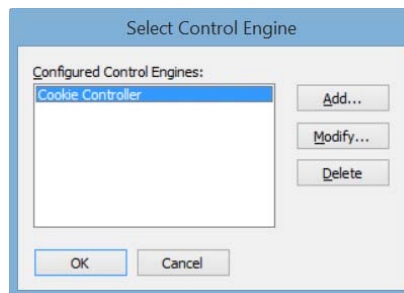 Select Control Engine
Configured Control Engines:
Cookie Controller
Add...
Modify...
Delete
OK
Cancel